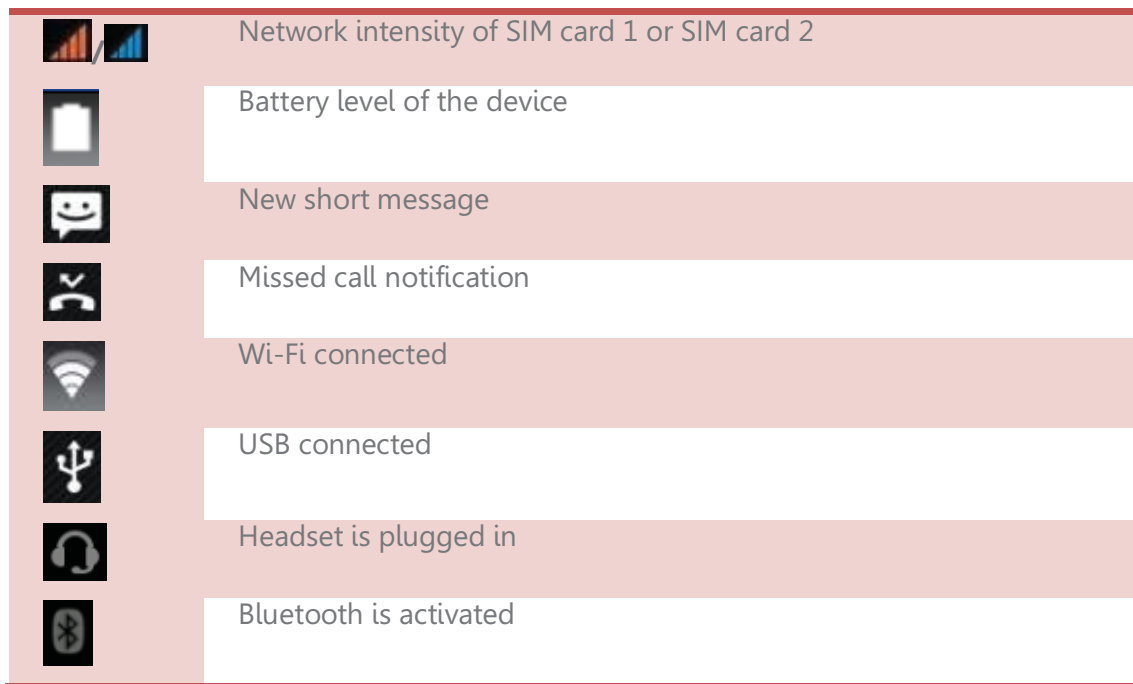 /
Network intensity of SIM card 1 or SIM card 2
Battery level of the device
New short message
Missed call notification
Wi-Fi connected
USB connected
Headset is plugged in
Bluetooth is activated